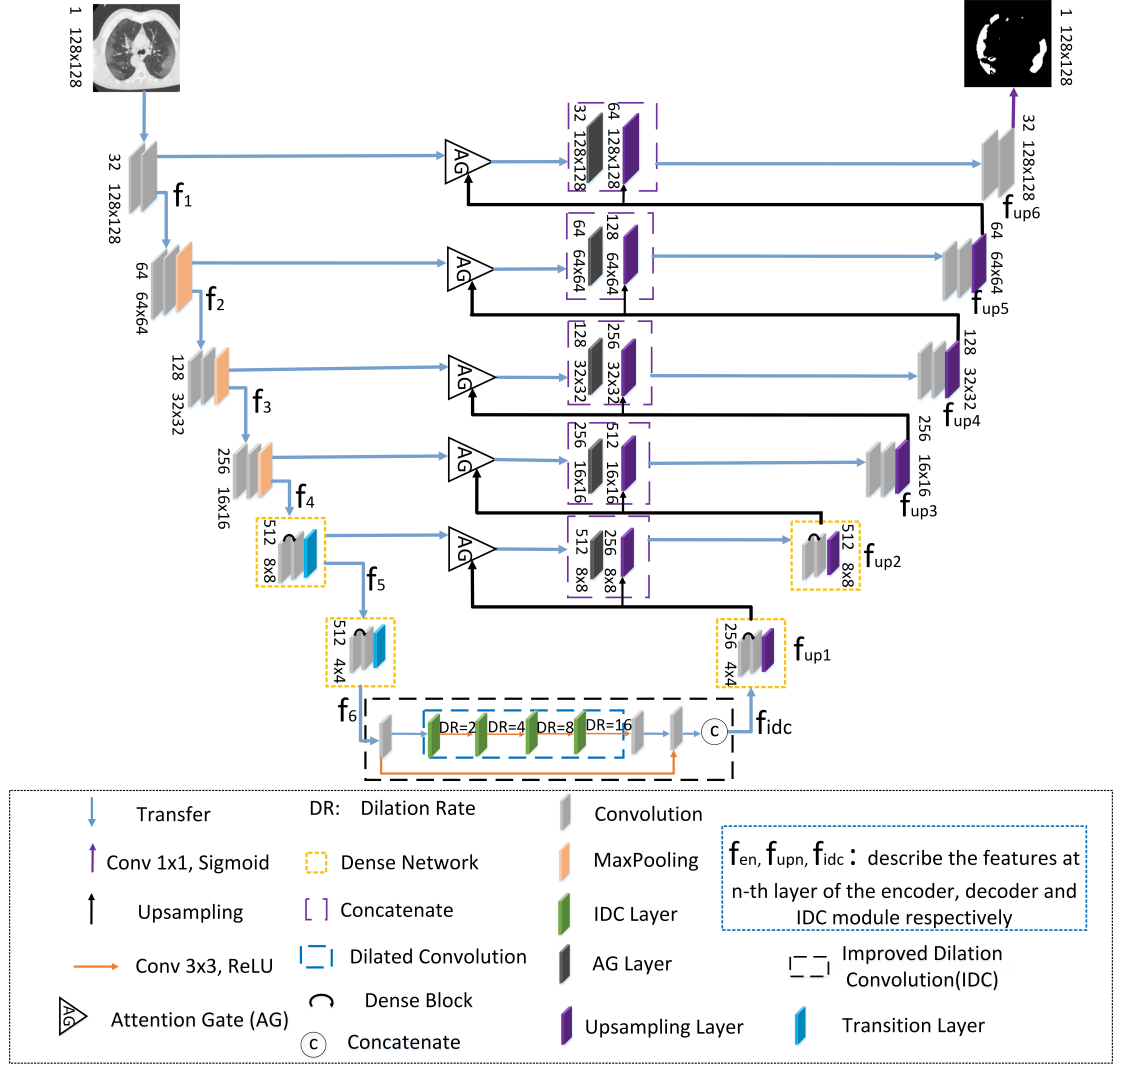 1 128x128
1 128x128
32 128x128
f1
AG
32 128x128
64 128x128
32 128x128
fup6
64 64x64
f2
AG
64 64x64
128 64x64
64 64x64
fup5
128 32x32
f3
AG
128 32x32
256 32x32
128 32x32
fup4
256 16x16
f4
AG
256 16x16
512 16x16
256 16x16
fup3
512 8x8
f5
AG
512 8x8
256 8x8
512 8x8
fup2
512 4x4
f6
256 4x4
fup1
DR=2 DR=4 DR=8 DR=16
C
fidc
Transfer
Conv 1x1, Sigmoid
Upsampling
Conv 3x3, ReLU
AG Attention Gate (AG)
DR: Dilation Rate
Dense Network
Concatenate
Dilated Convolution
Dense Block
C Concatenate
Convolution
MaxPooling
IDC Layer
AG Layer
Upsampling Layer
fen, fupn, fidc : describe the features at
n-th layer of the encoder, decoder and
IDC module respectively
Improved Dilation
Convolution(IDC)
Transition Layer